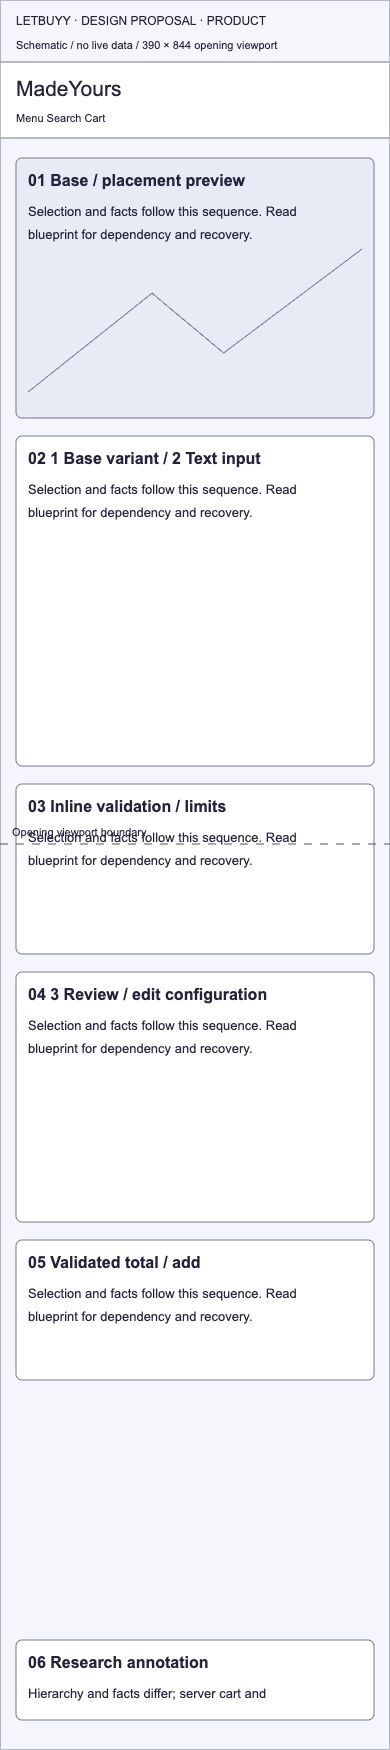 LETBUYY · DESIGN PROPOSAL · PRODUCT
Schematic / no live data / 390 × 844 opening viewport
MadeYours
Menu Search Cart
01 Base / placement preview
Selection and facts follow this sequence. Read
blueprint for dependency and recovery.
02 1 Base variant / 2 Text input
Selection and facts follow this sequence. Read
blueprint for dependency and recovery.
03 Inline validation / limits
Opening viewport boundary
Selection and facts follow this sequence. Read
blueprint for dependency and recovery.
04 3 Review / edit configuration
Selection and facts follow this sequence. Read
blueprint for dependency and recovery.
05 Validated total / add
Selection and facts follow this sequence. Read
blueprint for dependency and recovery.
06 Research annotation
Hierarchy and facts differ; server cart and